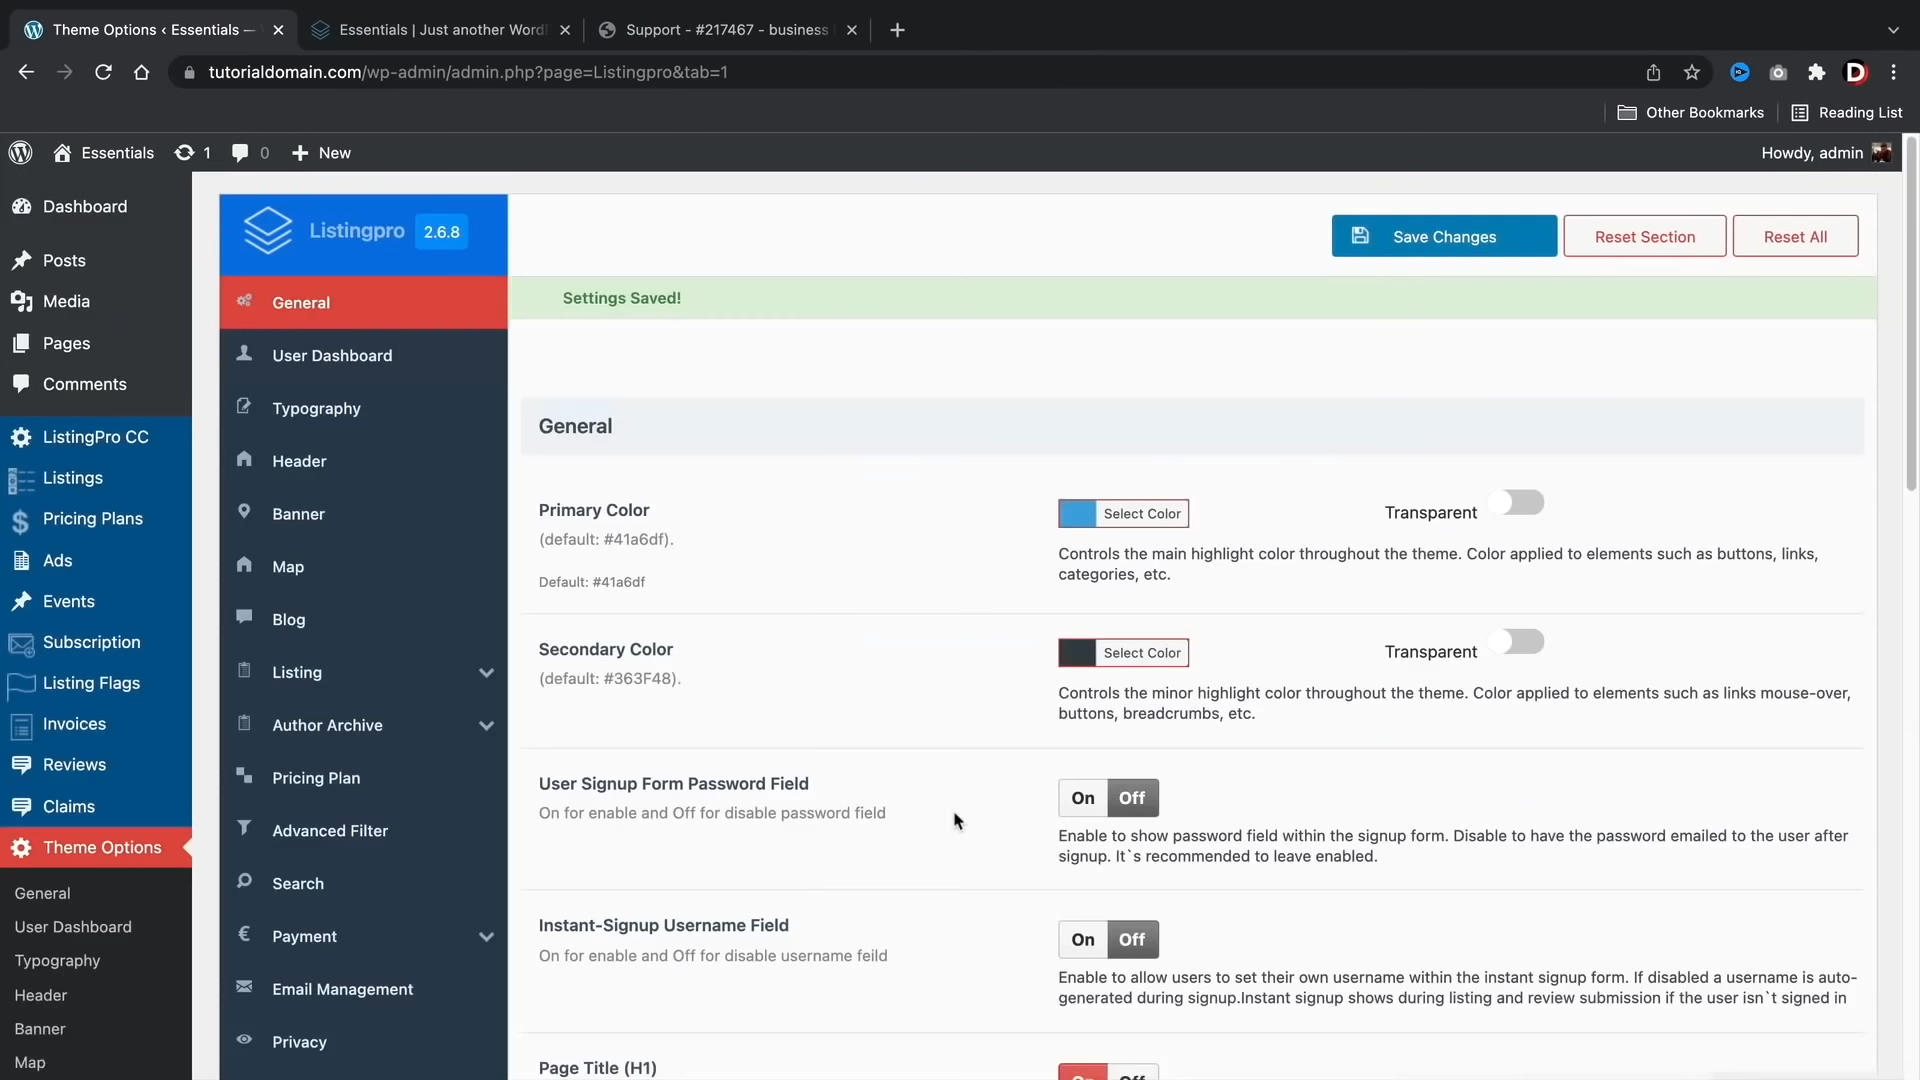 Theme Options ‹ Essentials —
Essentials | Just another Word
Support - #217467 - business
tutorialdomain.com/wp-admin/admin.php?page=Listingpro&tab=1
Other Bookmarks
Reading List
Essentials
1
0
New
Howdy, admin
Dashboard
Posts
Media
Pages
Comments
ListingPro CC
Listings
Pricing Plans
Ads
Events
Subscription
Listing Flags
Invoices
Reviews
Claims
Theme Options
General
User Dashboard
Typography
Header
Banner
Map
Listingpro 2.6.8
General
User Dashboard
Typography
Header
Banner
Map
Blog
Listing
Author Archive
Pricing Plan
Advanced Filter
Search
Payment
Email Management
Privacy
Save Changes
Reset Section
Reset All
Settings Saved!
General
Primary Color
(default: #41a6df).
Default: #41a6df
Select Color
Transparent
Controls the main highlight color throughout the theme. Color applied to elements such as buttons, links,
categories, etc.
Secondary Color
(default: #363F48).
Select Color
Transparent
Controls the minor highlight color throughout the theme. Color applied to elements such as links mouse-over,
buttons, breadcrumbs, etc.
User Signup Form Password Field
On for enable and Off for disable password field
On Off
Enable to show password field within the signup form. Disable to have the password emailed to the user after
signup. It`s recommended to leave enabled.
Instant-Signup Username Field
On for enable and Off for disable username feild
On Off
Enable to allow users to set their own username within the instant signup form. If disabled a username is auto-
generated during signup.Instant signup shows during listing and review submission if the user isn`t signed in
Page Title (H1)
On Off